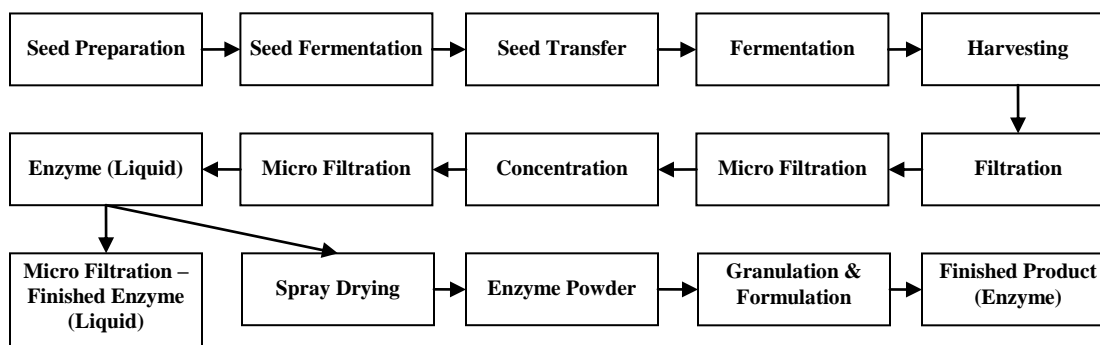 Seed Preparation
Seed Fermentation
Seed Transfer
Fermentation
Harvesting
Enzyme (Liquid)
Micro Filtration
Concentration
Micro Filtration
Filtration
Micro Filtration –
Finished Enzyme
(Liquid)
Spray Drying
Enzyme Powder
Granulation &
Formulation
Finished Product
(Enzyme)